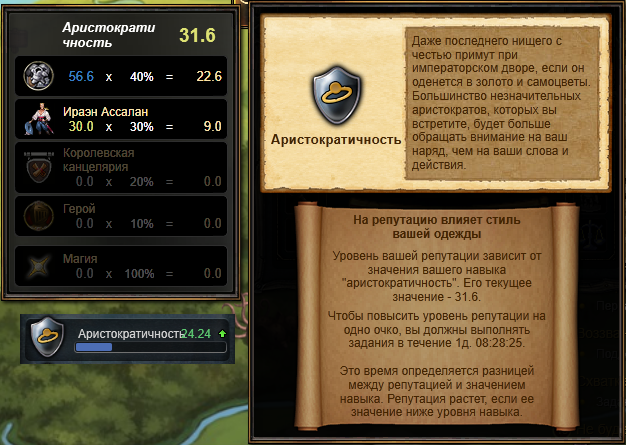 Аристократи
чность
31.6
56.6 x 40% = 22.6
Ираэн Ассалан
30.0 x 30% = 9.0
Королевская
канцелярия
0.0 x 20% = 0.0
Герой
0.0 x 10% = 0.0
Магия
0.0 x 100% = 0.0
Аристократичность 24.24
Аристократичность
Даже последнего нищего с
честью примут при
императорском дворе, если он
оденется в золото и самоцветы.
Большинство незначительных
аристократов, которых вы
встретите, будет больше
обращать внимание на ваш
наряд, чем на ваши слова и
действия.
На репутацию влияет стиль
вашей одежды
Уровень вашей репутации зависит от
значения вашего навыка
"аристократичность". Его текущее
значение - 31.6.
Чтобы повысить уровень репутации на
одно очко, вы должны выполнять
задания в течение 1д. 08:28:25.
Это время определяется разницей
между репутацией и значением
навыка. Репутация растет, если ее
значение ниже уровня навыка.